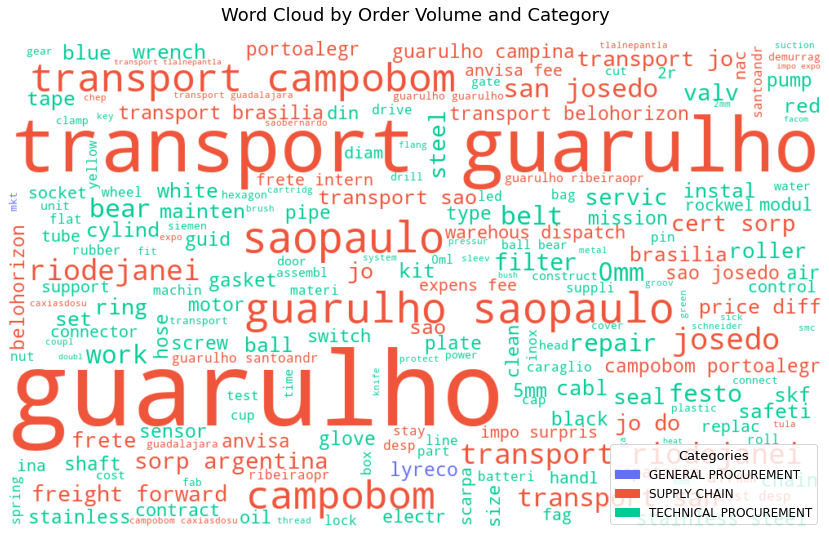 Word Cloud by Order Volume and Category
gear blue wrench portoalegr guarulho campina tlalnepantla transport jo nac suction demurrag
transport tlalnepantla
impo expo
transport campobom anvisa fee gate cut 2r santoandr pump
tape chep transport guadalajara guarulho guarulho san josedo valv red
clamp key transport brasilia din drive transport belohorizon 2mm facom
saobernardo
transport guarulho
yellow diam flang steel
frete intern drill guarulho ribeiraopr
mkt socket wheel white hexagon cartridg transport sao led bag servic instal water
unit bear mainten brush pipe type belt mission rockwel modul
flat cylind siemen saopaulo warehous dispatch pin cert sorp
tube guid expo
rubber fit door system pressur ball bear metal brasilia roller
belohorizon riodejanei gasket assembl jo kit 0ml sleev filter 0mm sao josedo air
support machin materi expens fee bush construct suppli groov control
caxiasdosu ring motor guarulho saopaulo green price diff
set transport sao cover sick schneider smc
connector hose screw switch
coupl work ball plate clean cinox head repair josedo
nut doubl guarulho santoandr protect power caraglio campobom portoalegr
guarulho time knife 5mm cabl connect
test cap seal festo skf
cup black plastic safeti
sensor glove stay line jo do replac tula
frete guadalajara anvisa desp part impo surpris roll
ina shaft sorp argentina box lyreco transport riodejanei heat
cost ribeiraopr batteri handl chain
spring fab scarpa size
freight forward campobom transport san
contract
stainless oil lock electr fag stainless steel
campobom caxiasdosu thread
Categories
GENERAL PROCUREMENT
SUPPLY CHAIN
TECHNICAL PROCUREMENT